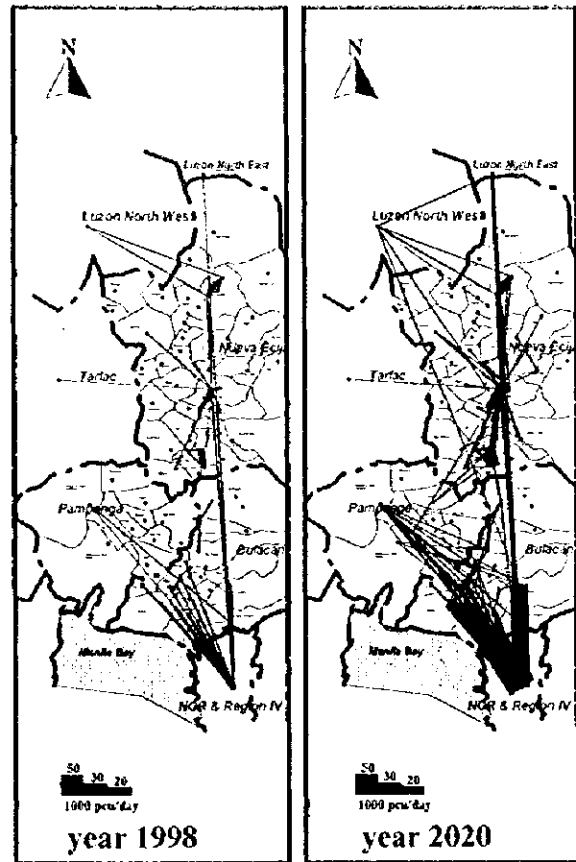 N
Luzon North East
Luzon North West
Nueva Ecij
Tarlac
Pampanga
Bulacan
Manila Bay
NCR & Region IV
50
30 20
1000 pcu/day
year 1998
N
Luzon North East
Luzon North West
Nueva Ecij
Tarlac
Pampanga
Bulacan
Manila Bay
NCR & Region IV
50
30 20
1000 pcu/day
year 2020